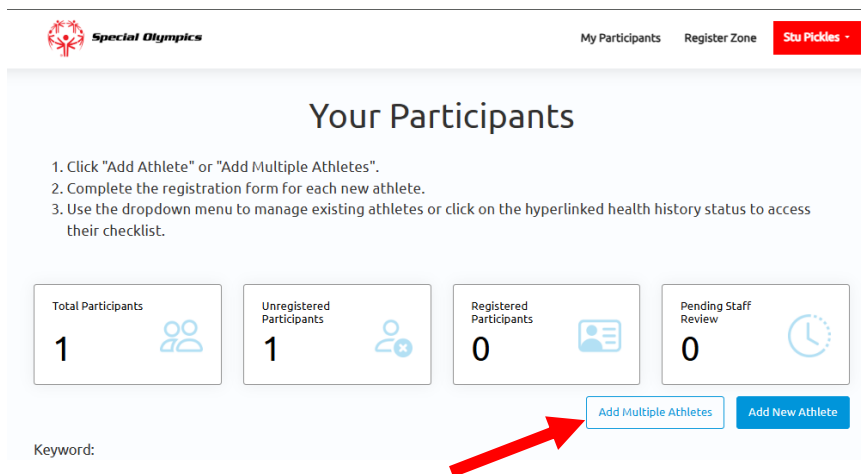 Special Olympics
My Participants
Register Zone
Stu Pickles
Your Participants
1. Click "Add Athlete" or "Add Multiple Athletes".
2. Complete the registration form for each new athlete.
3. Use the dropdown menu to manage existing athletes or click on the hyperlinked health history status to access
their checklist.
Total Participants
1
Unregistered
Participants
1
Registered
Participants
0
Pending Staff
Review
0
Add Multiple Athletes
Add New Athlete
Keyword: